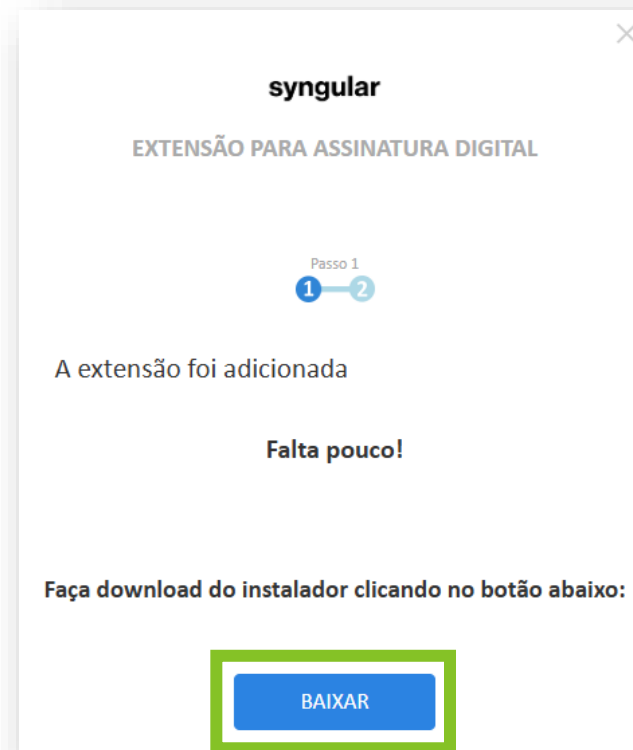 syngular
EXTENSÃO PARA ASSINATURA DIGITAL
Passo 1
1 2
A extensão foi adicionada
Falta pouco!
Faça download do instalador clicando no botão abaixo:
BAIXAR